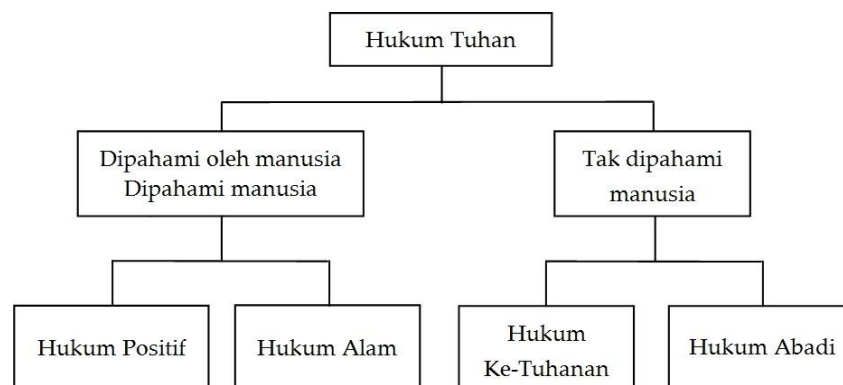 Hukum Tuhan
Dipahami oleh manusia
Dipahami manusia
Tak dipahami
manusia
Hukum Positif
Hukum Alam
Hukum
Ke-Tuhanan
Hukum Abadi